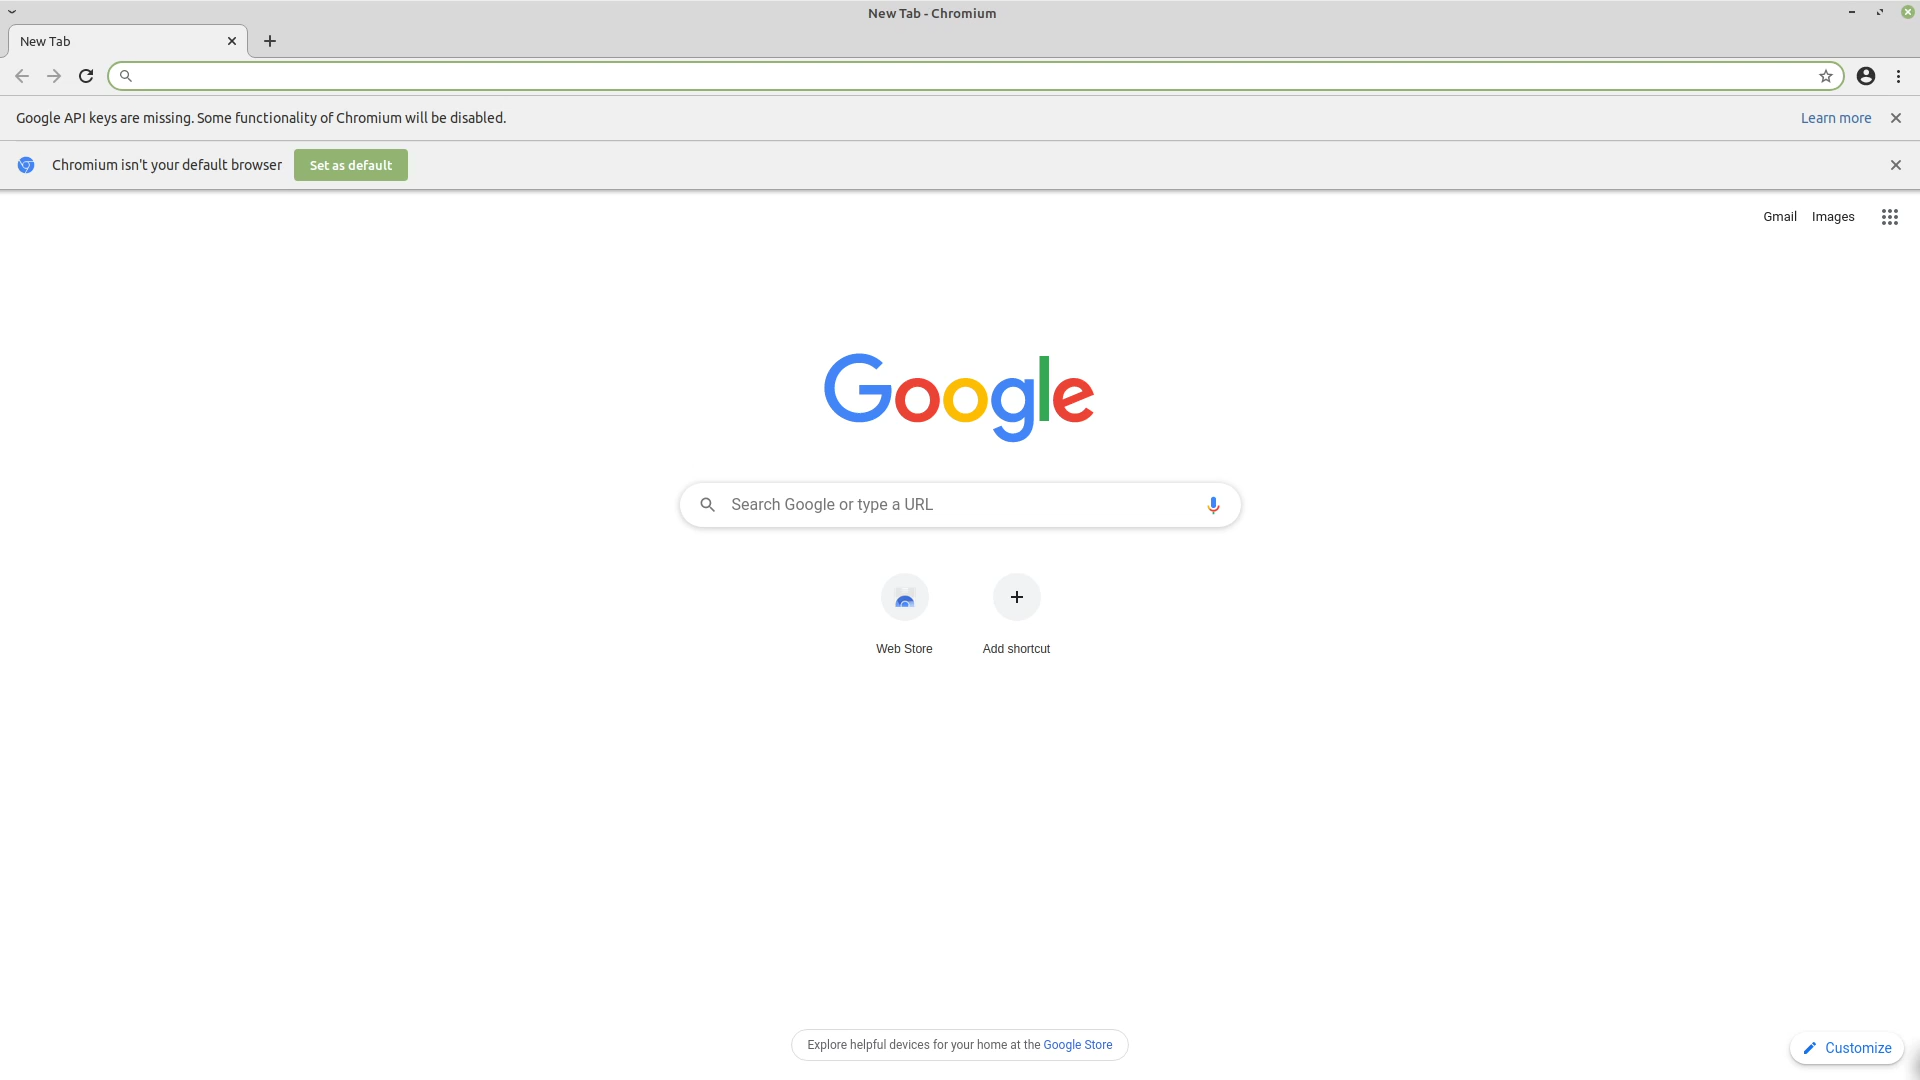 New Tab - Chromium
New Tab
Google API keys are missing. Some functionality of Chromium will be disabled.
Learn more
Chromium isn't your default browser
Set as default
Gmail
Images
Google
Search Google or type a URL
Web Store
Add shortcut
Explore helpful devices for your home at the Google Store
Customize